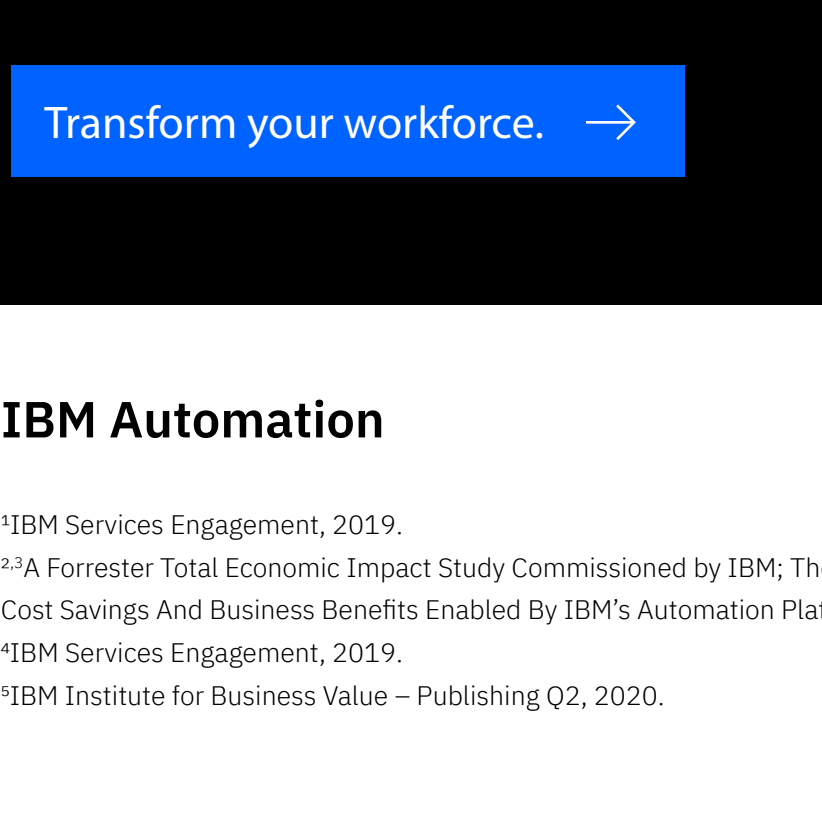 Transform your workforce. →
IBM Automation
¹IBM Services Engagement, 2019.
²,³A Forrester Total Economic Impact Study Commissioned by IBM;
Cost Savings And Business Benefits Enabled By IBM’s Automation
⁴IBM Services Engagement, 2019.
⁵IBM Institute for Business Value – Publishing Q2, 2020.